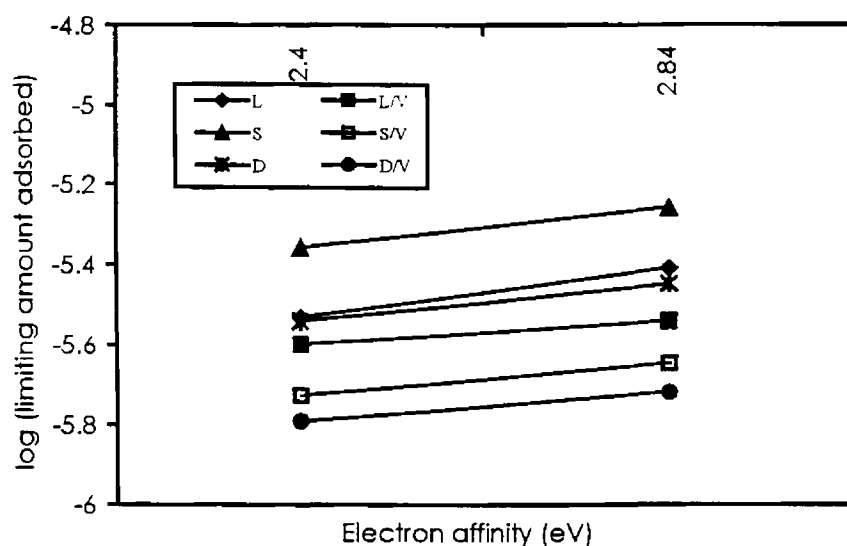 -4.8
-5
-5.2
-5.4
-5.6
-5.8
-6
log (limiting amount adsorbed)
2.4
2.84
L L/V
S S/V
D D/V
Electron affinity (eV)